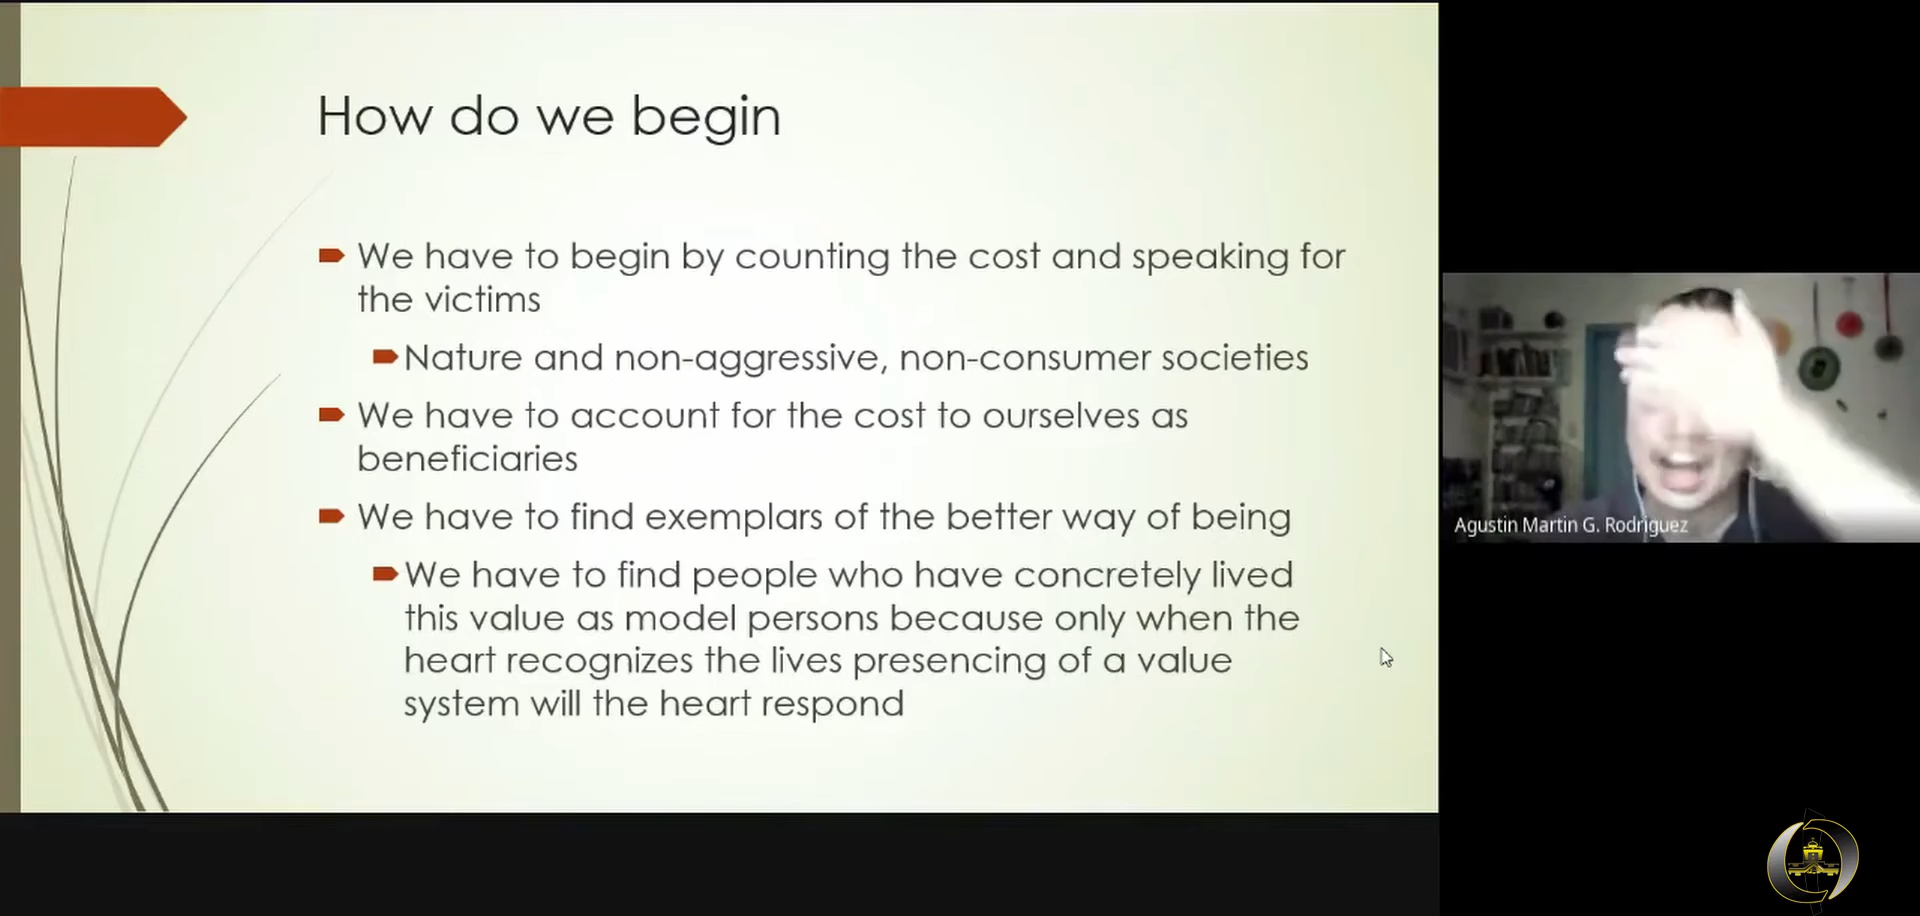 How do we begin
We have to begin by counting the cost and speaking for
the victims
Nature and non-aggressive, non-consumer societies
We have to account for the cost to ourselves as
beneficiaries
We have to find exemplars of the better way of being
We have to find people who have concretely lived
this value as model persons because only when the
heart recognizes the lives presencing of a value
system will the heart respond
Agustin Martin G. Rodriguez